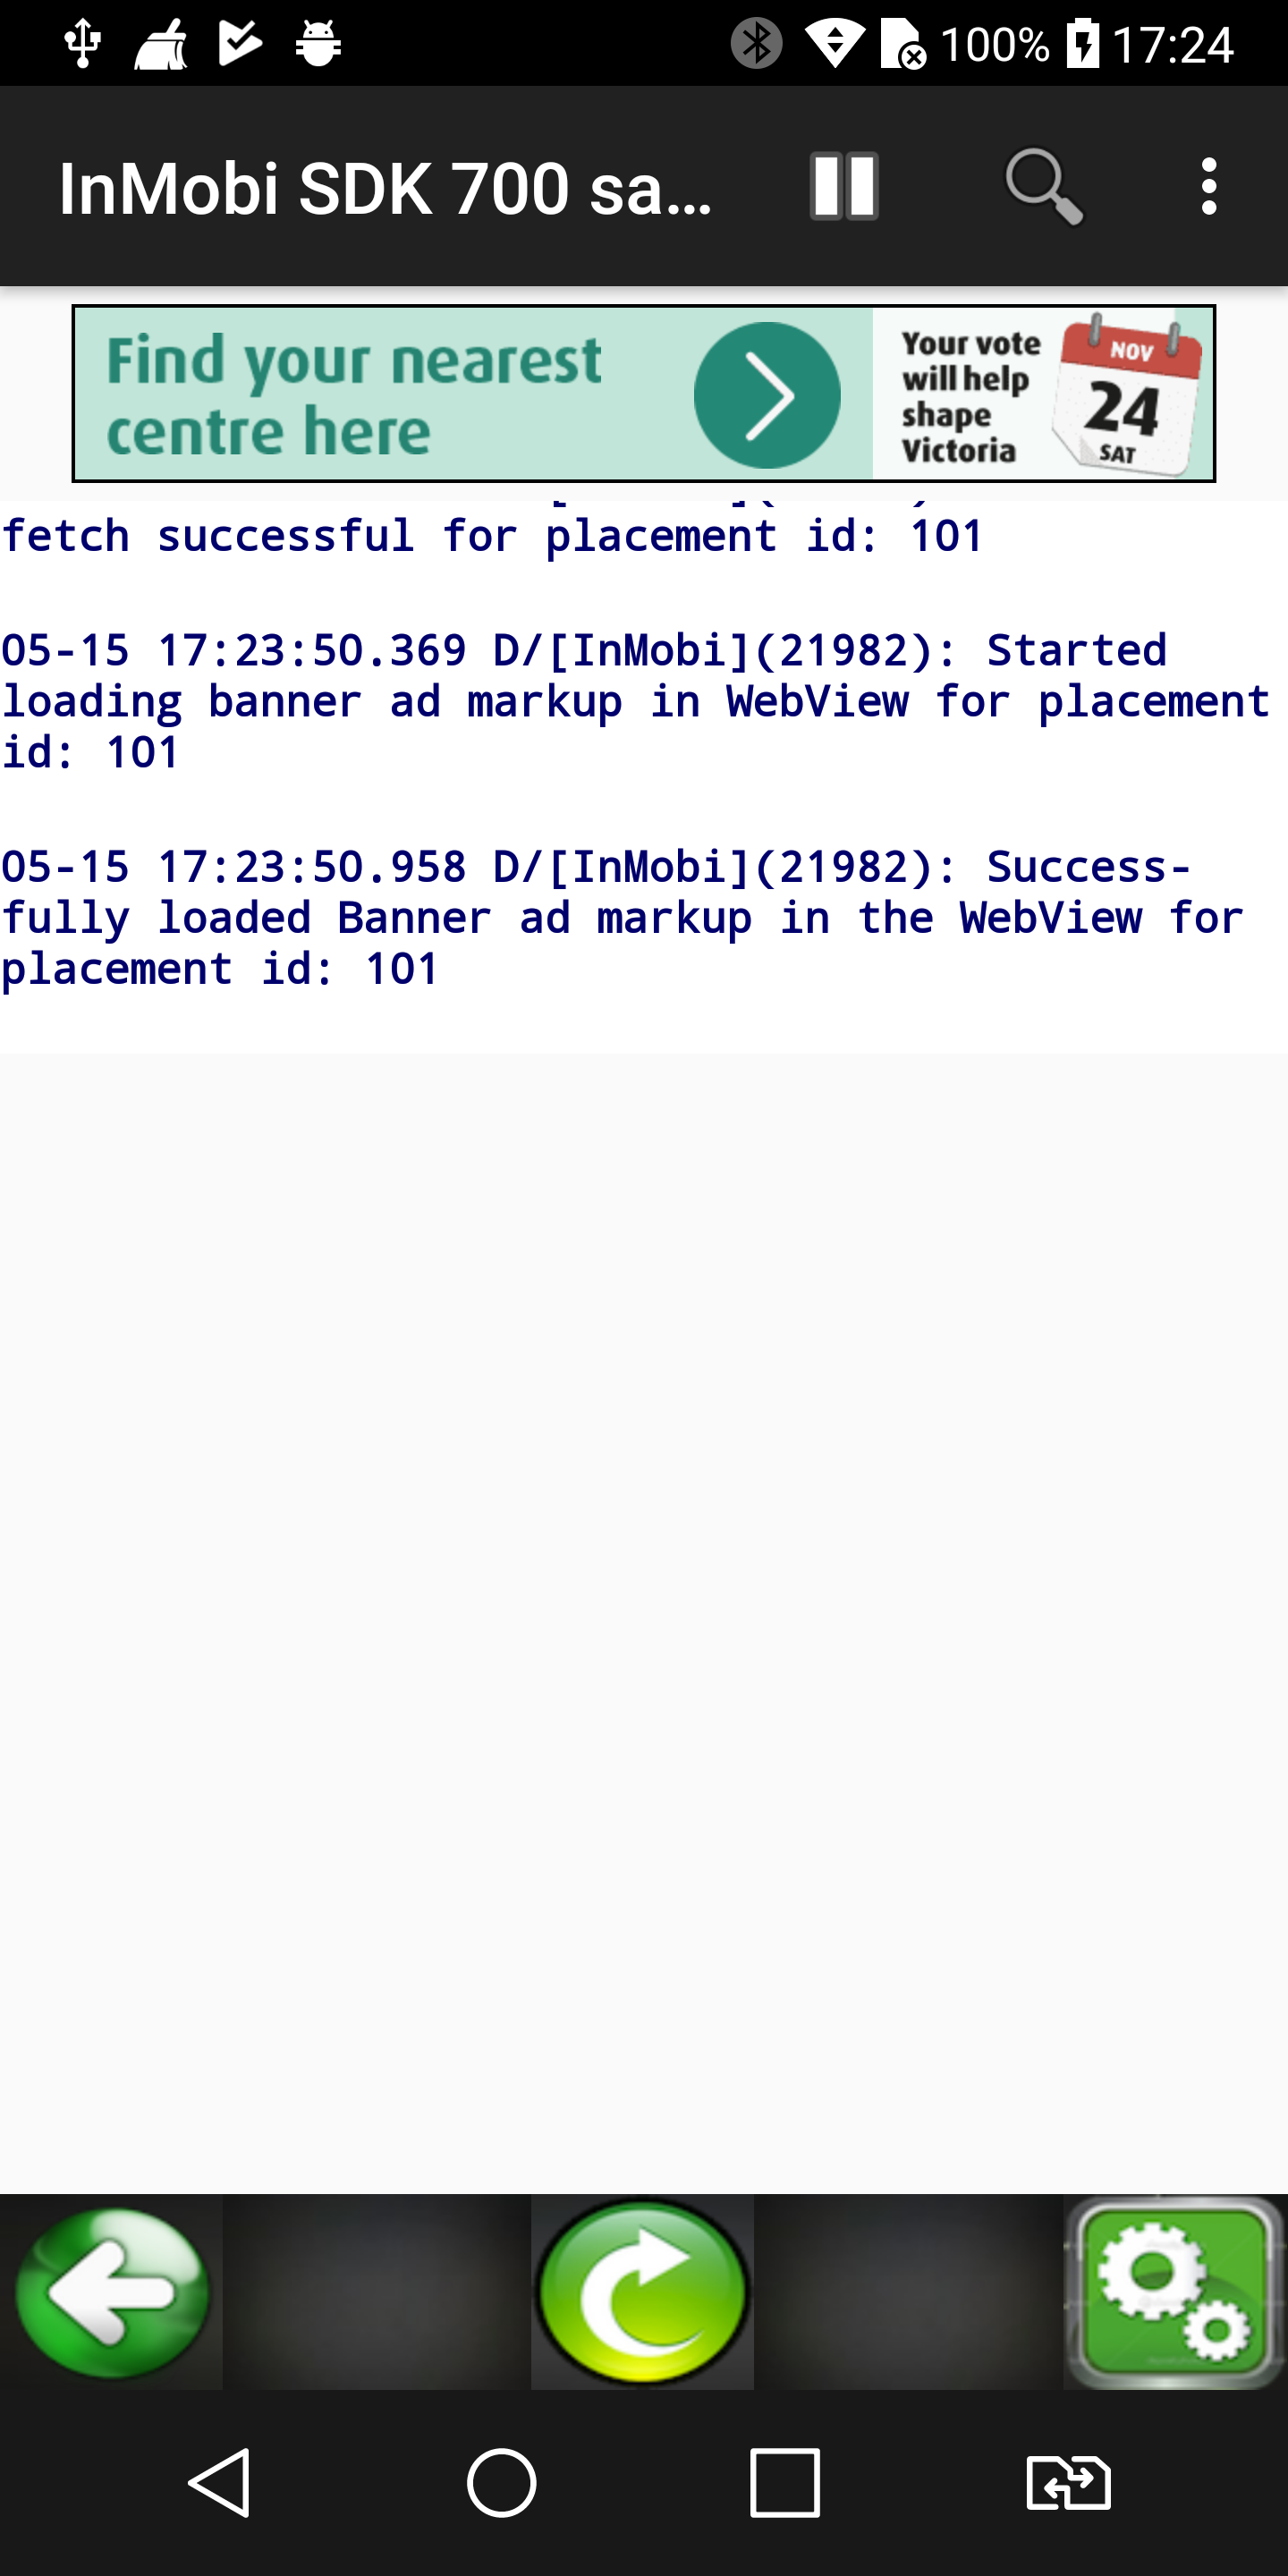 100% 17:24
InMobi SDK 700 sa...
Find your nearest
centre here
Your vote
will help
shape
Victoria
NOV
24
SAT
fetch successful for placement id: 101
05-15 17:23:50.369 D/[InMobi](21982): Started
loading banner ad markup in WebView for placement
id: 101
05-15 17:23:50.958 D/[InMobi](21982): Success-
fully loaded Banner ad markup in the WebView for
placement id: 101